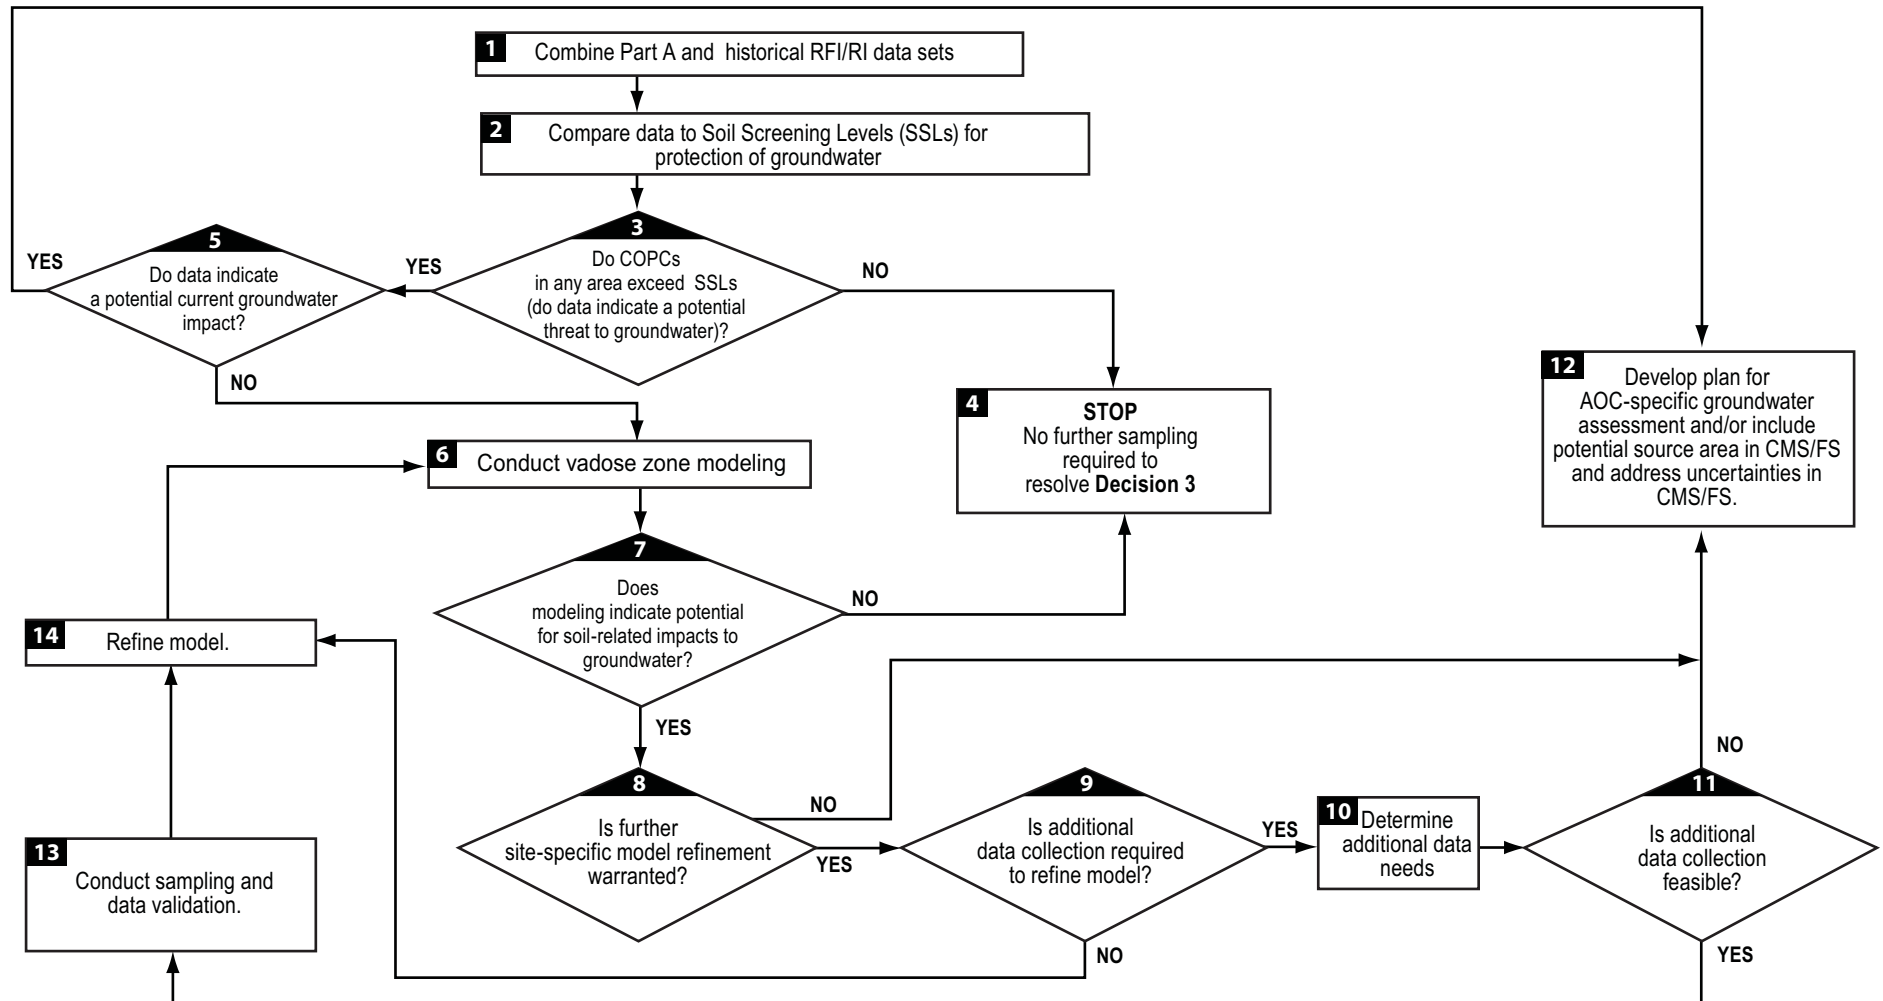 1 Combine Part A and historical RFI/RI data sets
2 Compare data to Soil Screening Levels (SSLs) for
protection of groundwater
3
Do COPCs
in any area exceed SSLs
(do data indicate a potential
threat to groundwater)?
YES
NO
5
Do data indicate
a potential current groundwater
impact?
YES
NO
4
STOP
No further sampling
required to
resolve Decision 3
12
Develop plan for
AOC-specific groundwater
assessment and/or include
potential source area in CMS/FS
and address uncertainties in
CMS/FS.
6 Conduct vadose zone modeling
7
Does
modeling indicate potential
for soil-related impacts to
groundwater?
NO
YES
14 Refine model.
8
Is further
site-specific model refinement
warranted?
NO
YES
9
Is additional
data collection required
to refine model?
YES
NO
10 Determine
additional data
needs
11
Is additional
data collection
feasible?
NO
YES
13
Conduct sampling and
data validation.